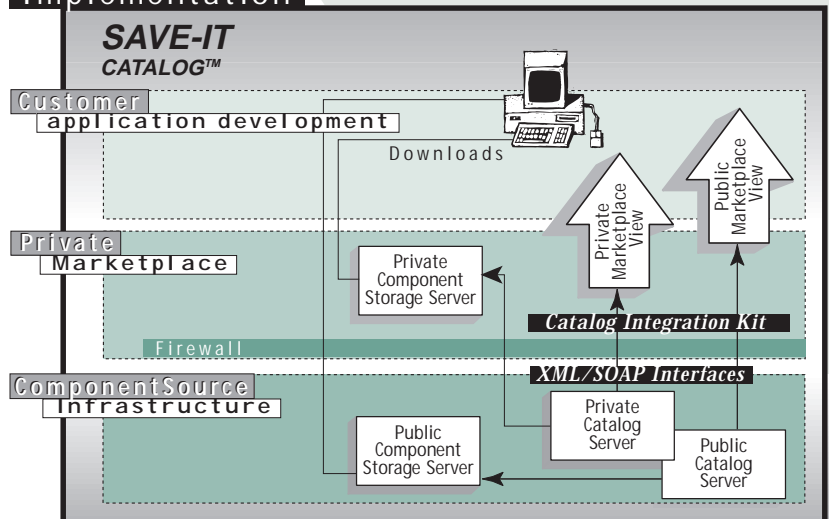 Implementation
SAVE-IT
CATALOG™
Customer
application development
Downloads
Private
Marketplace
View
Public
Marketplace
View
Private
Marketplace
Private
Component
Storage Server
Catalog Integration Kit
Firewall
XML/SOAP Interfaces
ComponentSource
Infrastructure
Public
Component
Storage Server
Private
Catalog
Server
Public
Catalog
Server